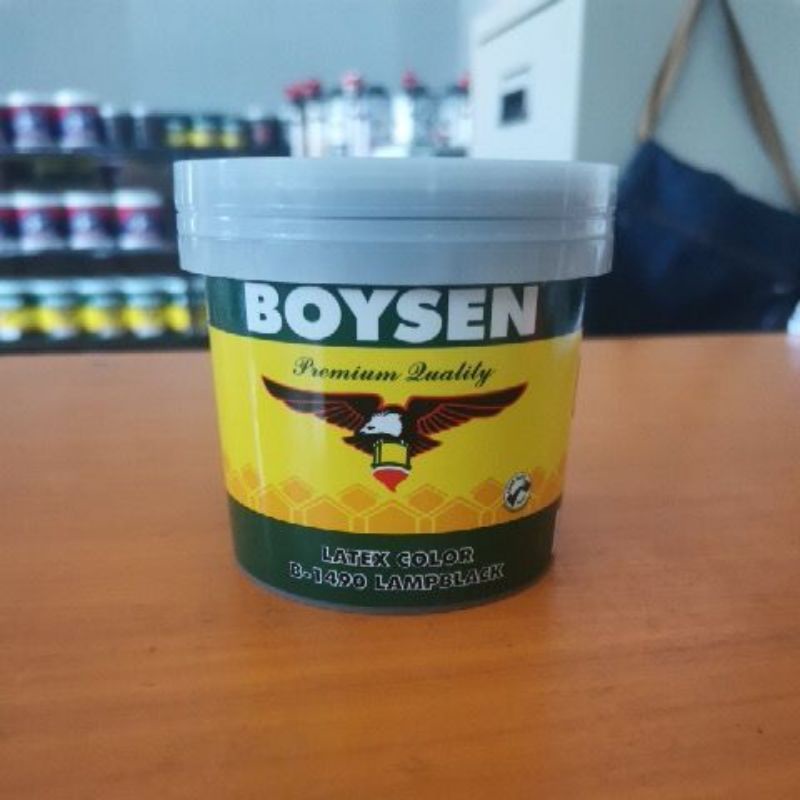 BOYSEN
Premium Quality
LATEX COLOR
B-1490 LAMPBLACK